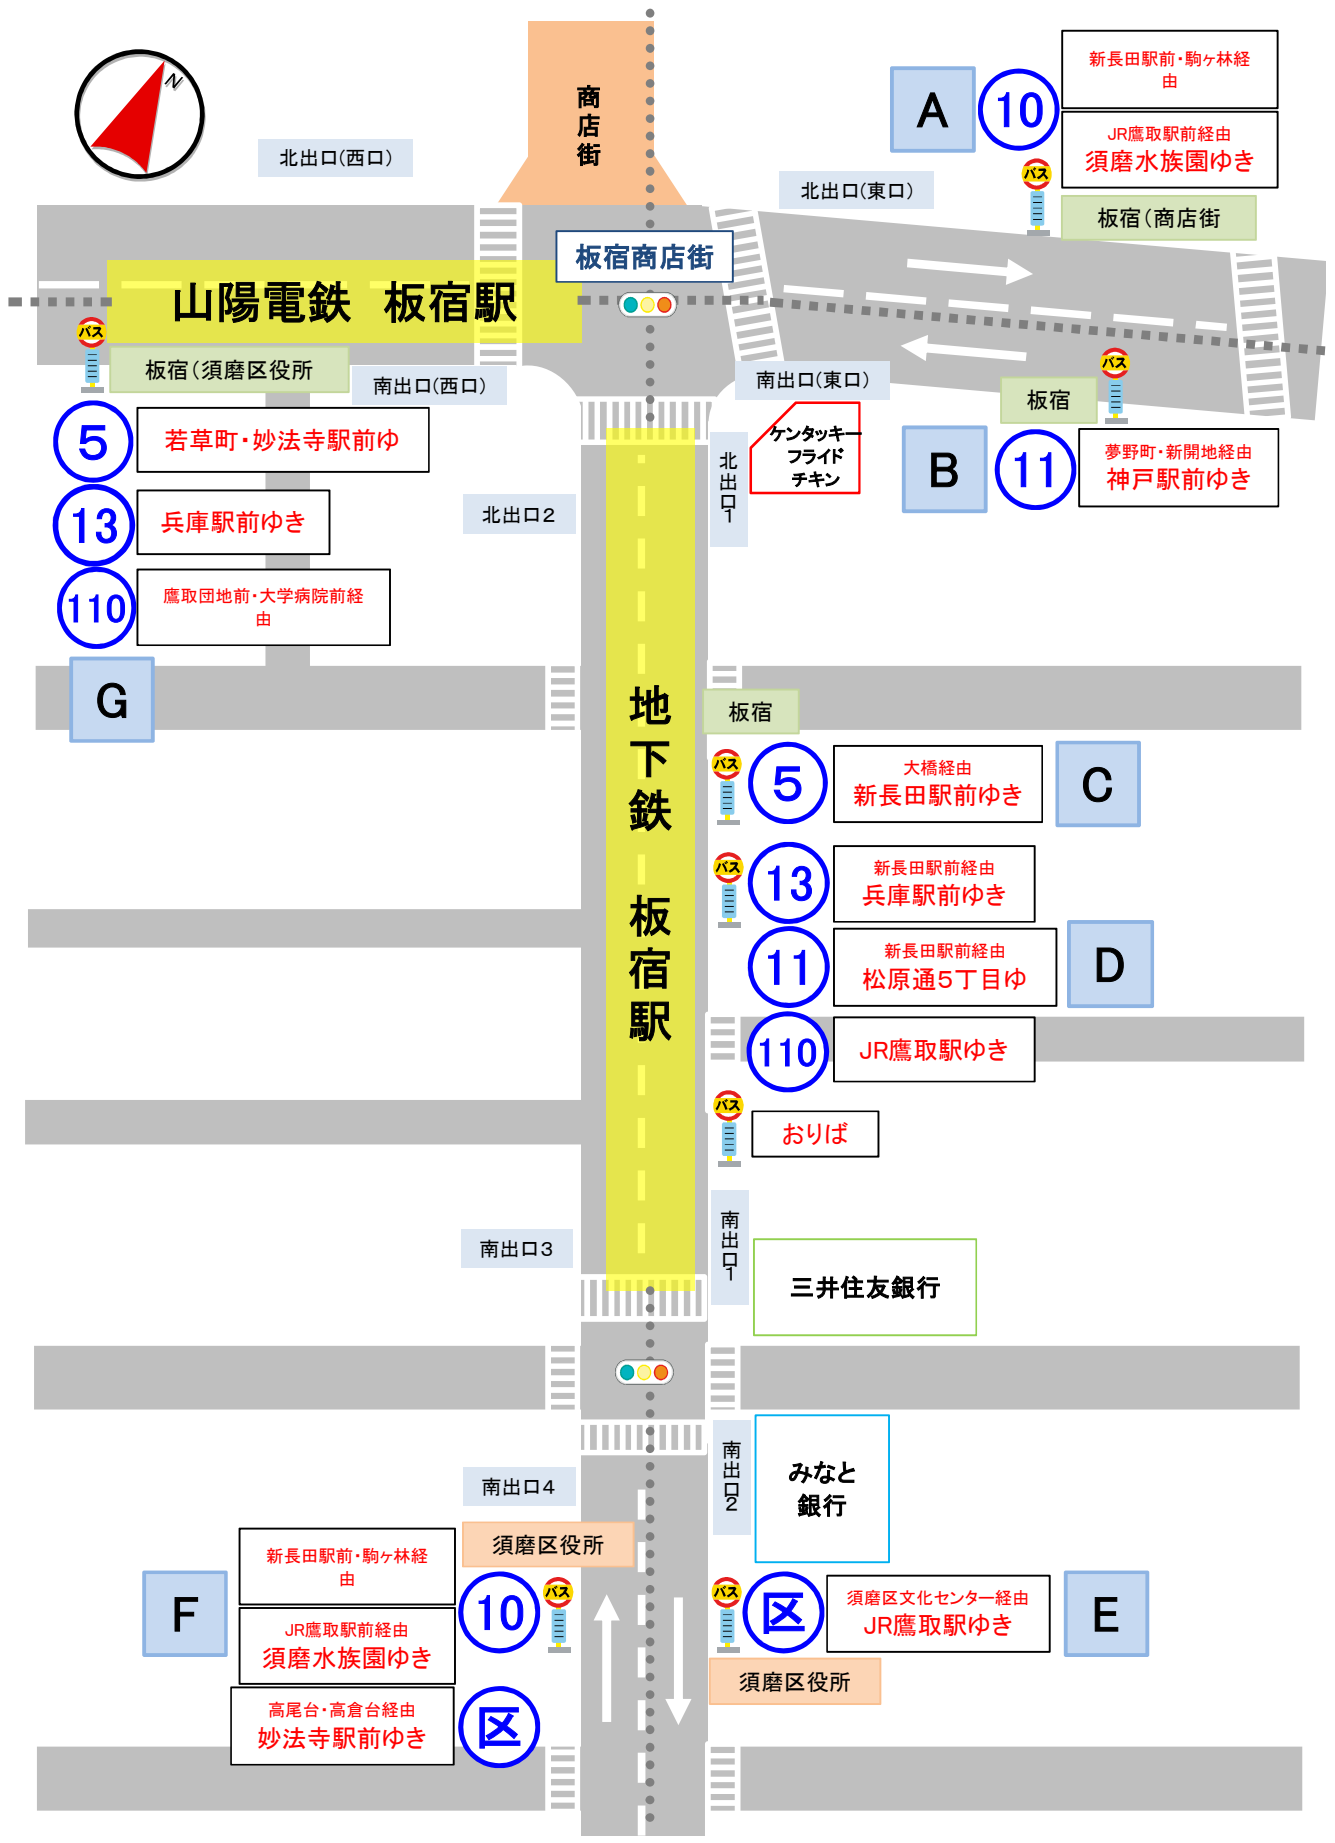 N
商店街
北出口(西口)
北出口(東口)
A
10
新長田駅前・駒ヶ林経
由
JR鷹取駅前経由
須磨水族園ゆき
バス
板宿(商店街
板宿商店街
山陽電鉄 板宿駅
バス
板宿(須磨区役所
南出口(西口)
南出口(東口)
ケンタッキー
フライド
チキン
板宿
バス
B
11
夢野町・新開地経由
神戸駅前ゆき
5
若草町・妙法寺駅前ゆ
13
兵庫駅前ゆき
110
鷹取団地前・大学病院前経
由
G
北出口2
北出口1
地下鉄 板宿駅
板宿
バス
5
大橋経由
新長田駅前ゆき
C
バス
13
新長田駅前経由
兵庫駅前ゆき
11
新長田駅前経由
松原通5丁目ゆ
D
110
JR鷹取駅ゆき
バス
おりば
南出口3
南出口1
三井住友銀行
南出口4
南出口2
みなと
銀行
須磨区役所
F
新長田駅前・駒ヶ林経
由
JR鷹取駅前経由
須磨水族園ゆき
10
バス
高尾台・高倉台経由
妙法寺駅前ゆき
区
バス
区
須磨区文化センター経由
JR鷹取駅ゆき
E
須磨区役所